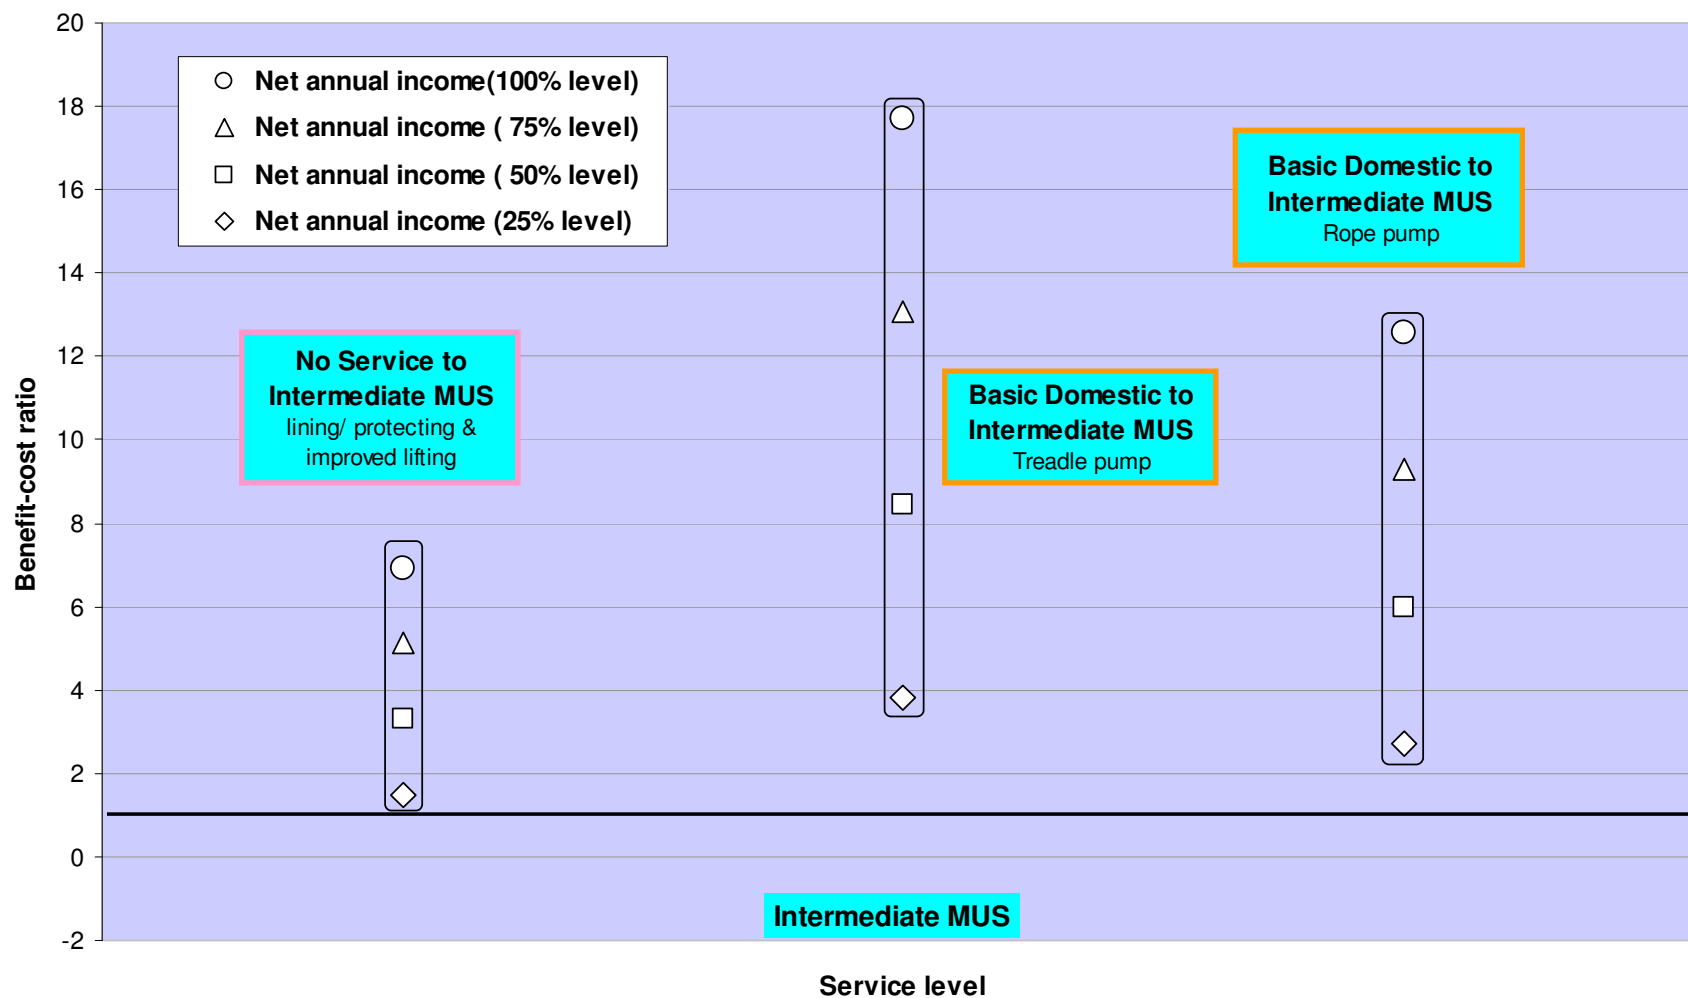 20
18
16
14
12
10
8
6
4
2
0
-2
Benefit-cost ratio
Net annual income(100% level)
Net annual income ( 75% level)
Net annual income ( 50% level)
Net annual income (25% level)
No Service to
Intermediate MUS
lining/ protecting &
improved lifting
Basic Domestic to
Intermediate MUS
Treadle pump
Basic Domestic to
Intermediate MUS
Rope pump
Intermediate MUS
Service level